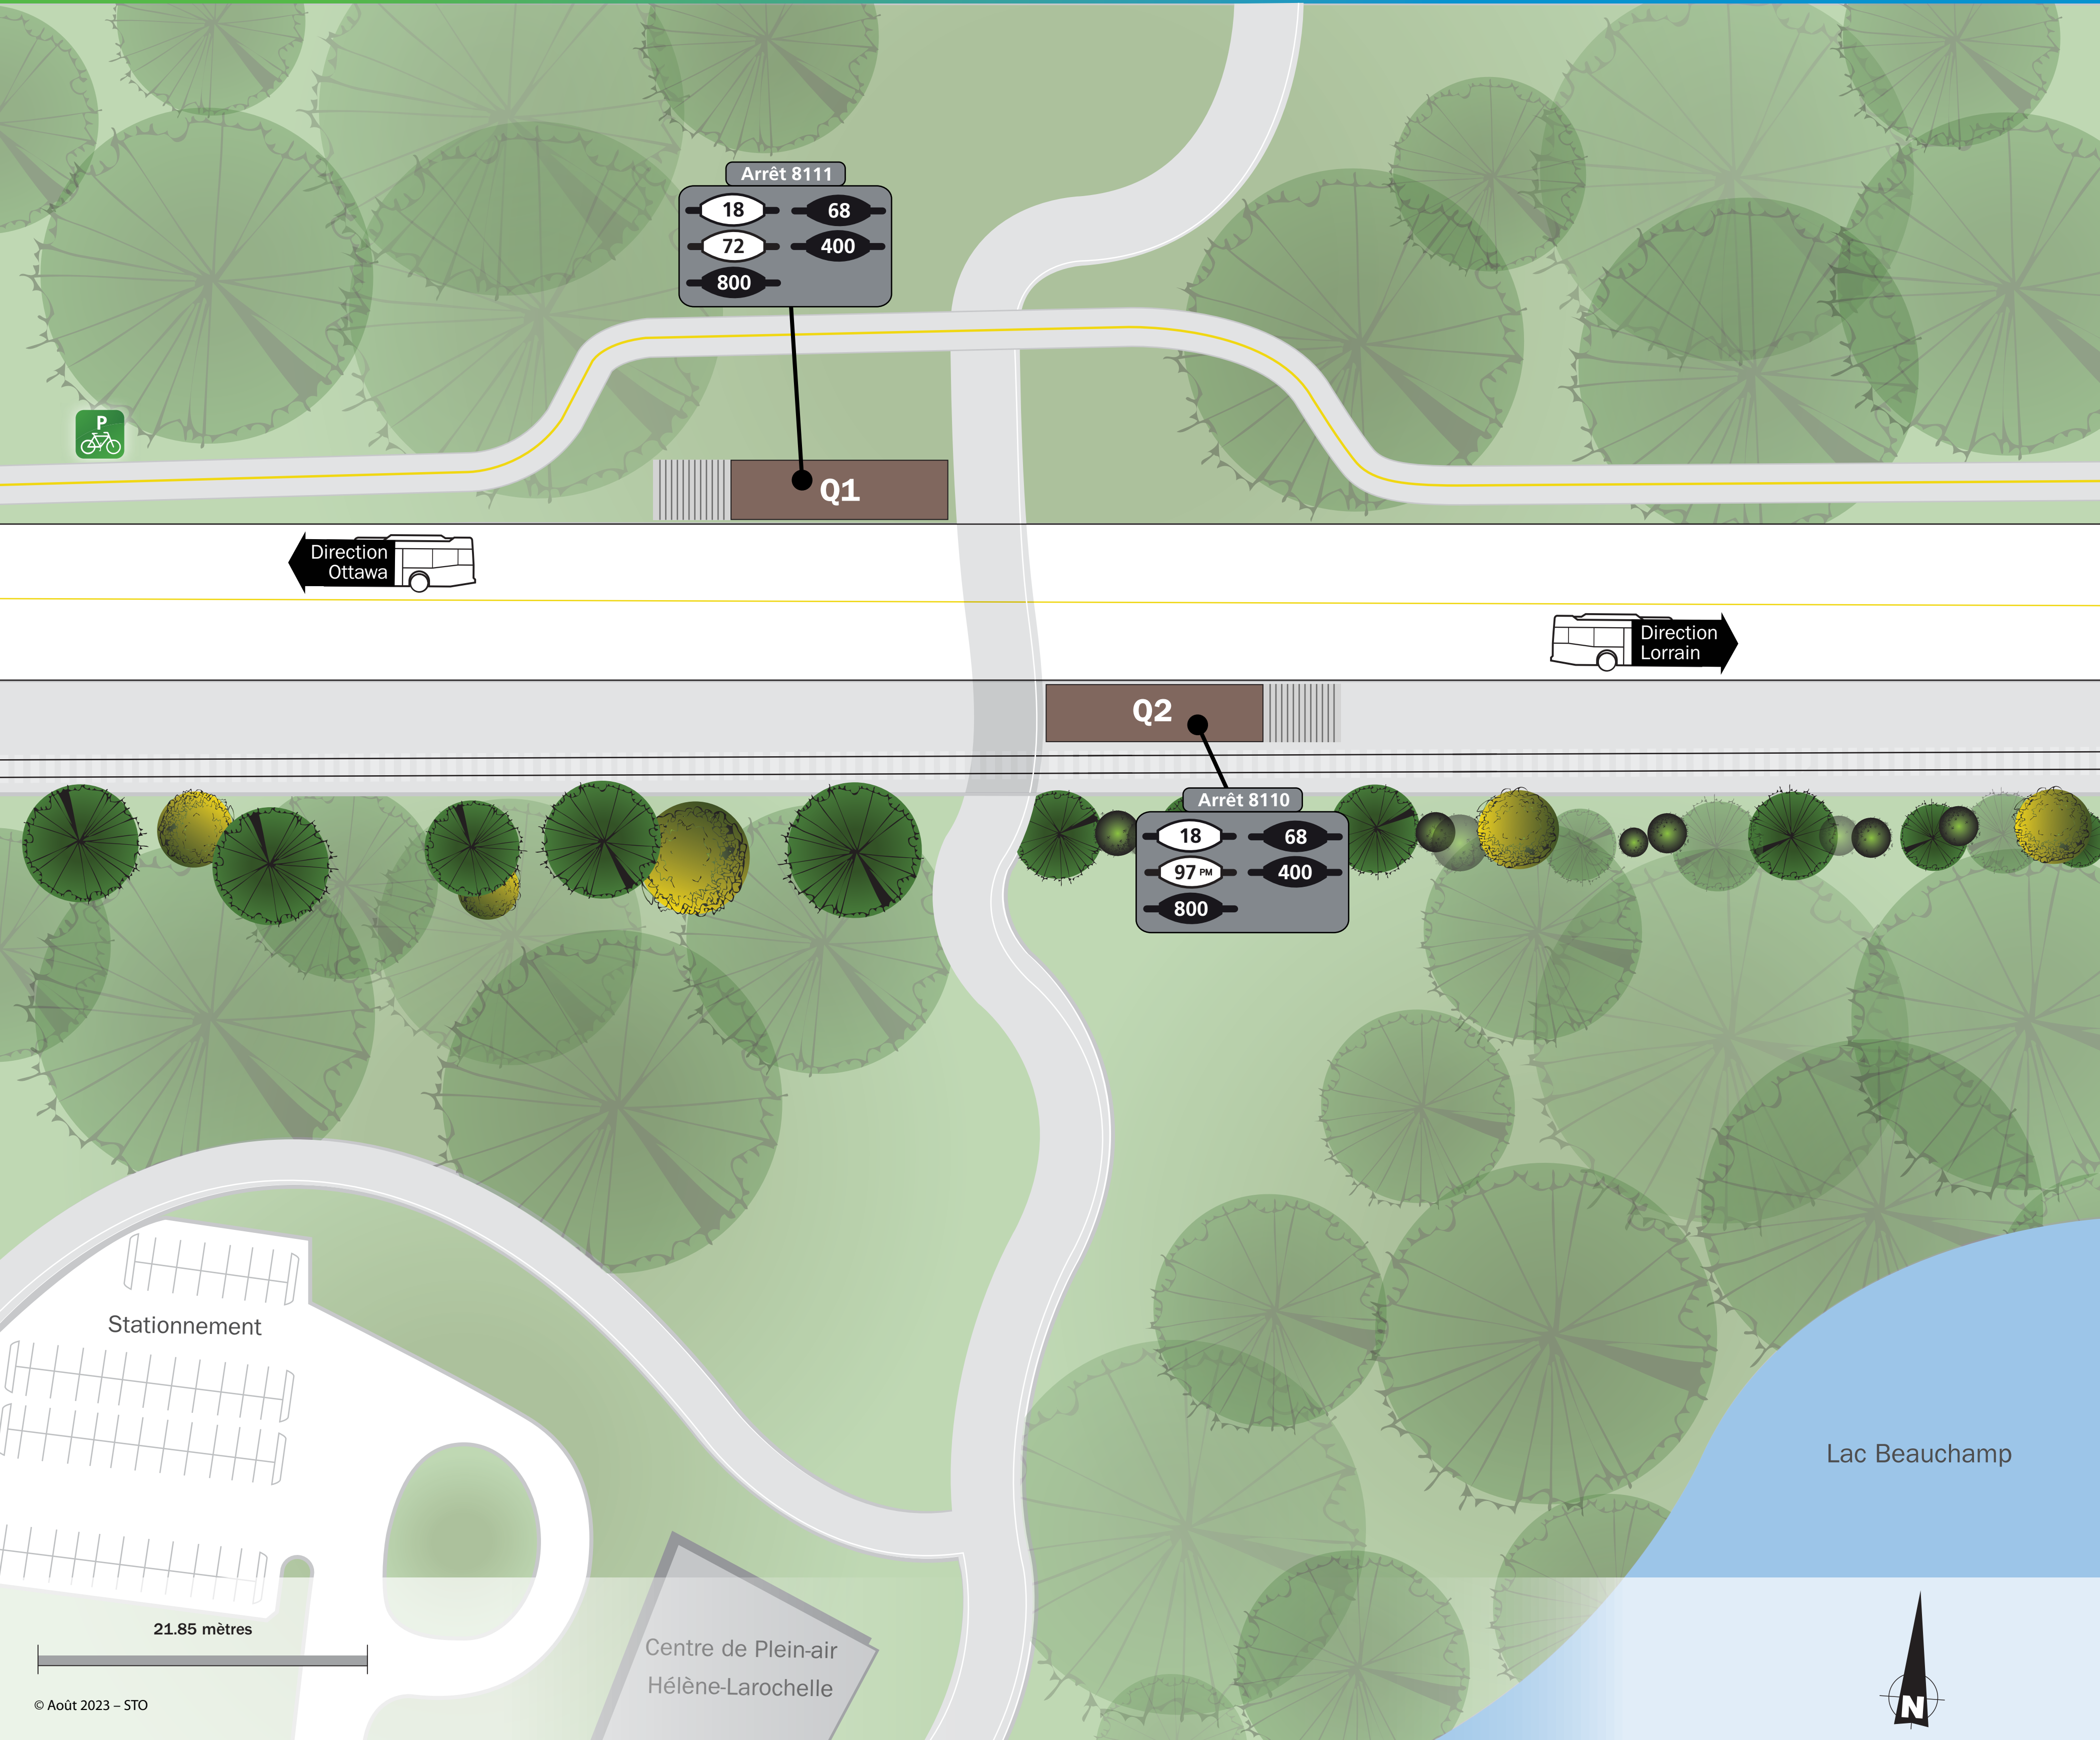 Arrêt 8111
18 68
72 400
800
P
Q1
Direction
Ottawa
Direction
Lorrain
Q2
Arrêt 8110
18 68
97 PM 400
800
Stationnement
Lac Beauchamp
21.85 mètres
Centre de Plein-air
Hélène-Larochelle
© Août 2023 – STO
N